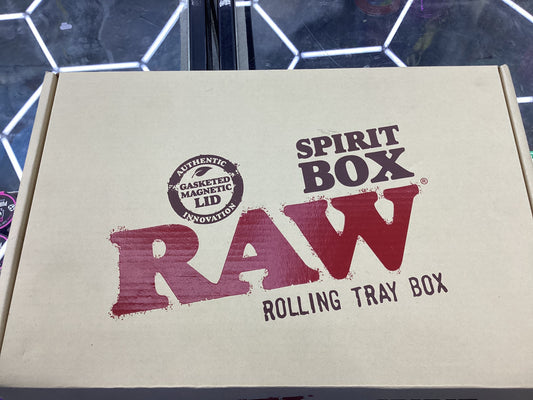 SPIRIT
BOX
AUTHENTIC
GASKETED
MAGNETIC
LID
INNOVATION
RAW®
ROLLING TRAY BOX